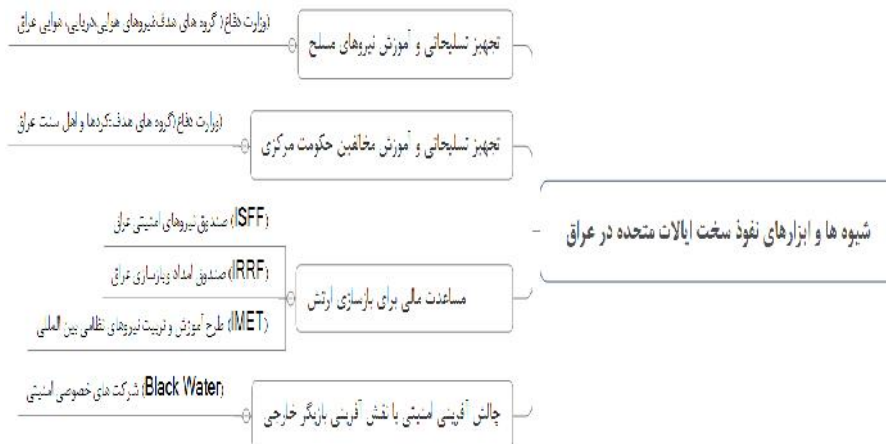 شیوه ها و ابزارهای نفوذ سخت ایالات متحده در عراق
تجهیز تسلیحاتی و آموزش نیروهای مسلح
(وزارت دفاع( گروه های هدف:نیروهای هوایی،دریایی، هوایی عراق
تجهیز تسلیحاتی و آموزش مخالفین حکومت مرکزی
(وزارت دفاع(گروه های هدف:کردها و اهل سنت عراق
مساعدت مالی برای بازسازی ارتش
(ISFF) صندوق نیروهای امنیتی عراق
(IRRF) صندوق امداد وبازسازی عراق
(IMET) طرح آموزش و تربیت نیروهای نظامی بین المللی
چالش آفرینی امنیتی با نقش آفرینی بازیگر خارجی
(Black Water) شرکت های خصوصی امنیتی